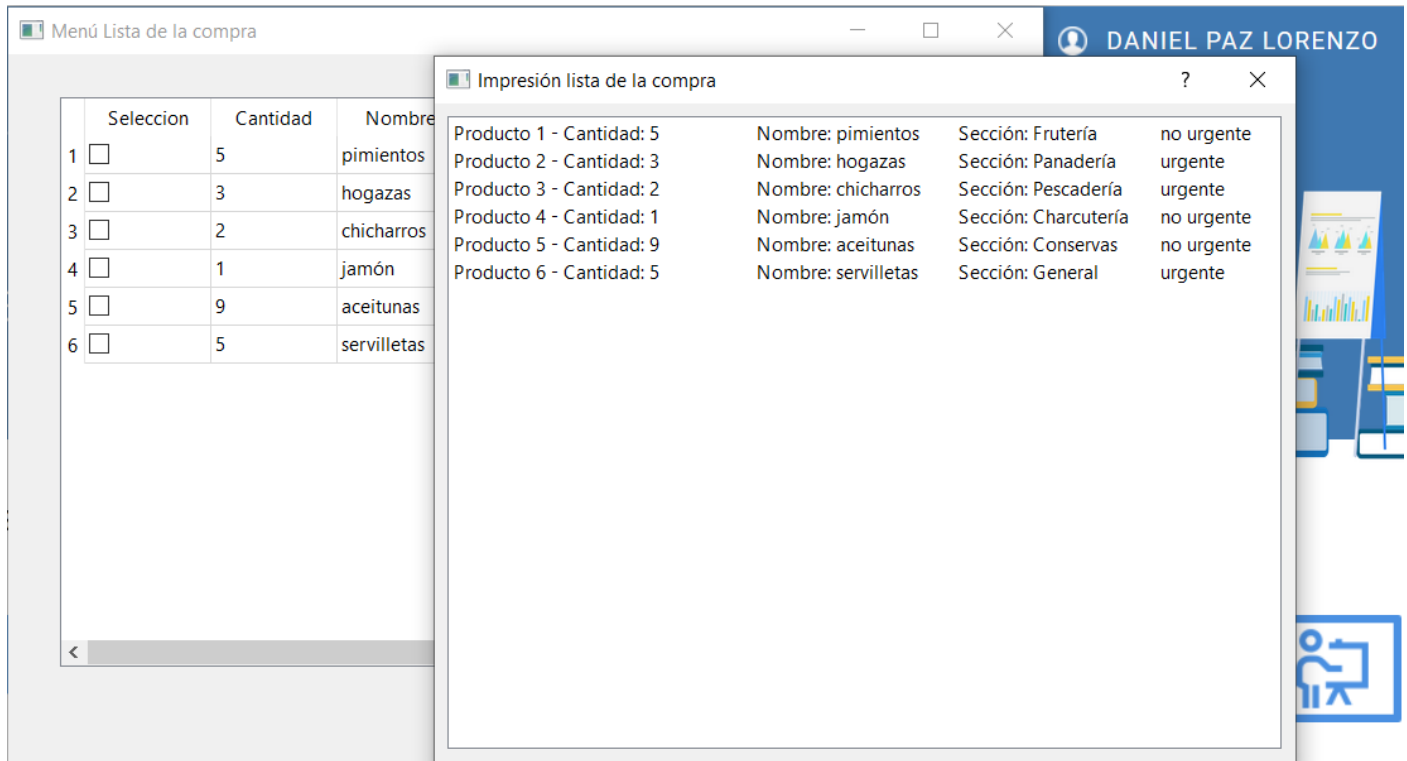 Menú Lista de la compra
DANIEL PAZ LORENZO
Impresión lista de la compra
Seleccion Cantidad Nombre
1 5 pimientos
2 3 hogazas
3 2 chicharros
4 1 jamón
5 9 aceitunas
6 5 servilletas
Producto 1 - Cantidad: 5 Nombre: pimientos Sección: Frutería no urgente
Producto 2 - Cantidad: 3 Nombre: hogazas Sección: Panadería urgente
Producto 3 - Cantidad: 2 Nombre: chicharros Sección: Pescadería urgente
Producto 4 - Cantidad: 1 Nombre: jamón Sección: Charcutería no urgente
Producto 5 - Cantidad: 9 Nombre: aceitunas Sección: Conservas no urgente
Producto 6 - Cantidad: 5 Nombre: servilletas Sección: General urgente